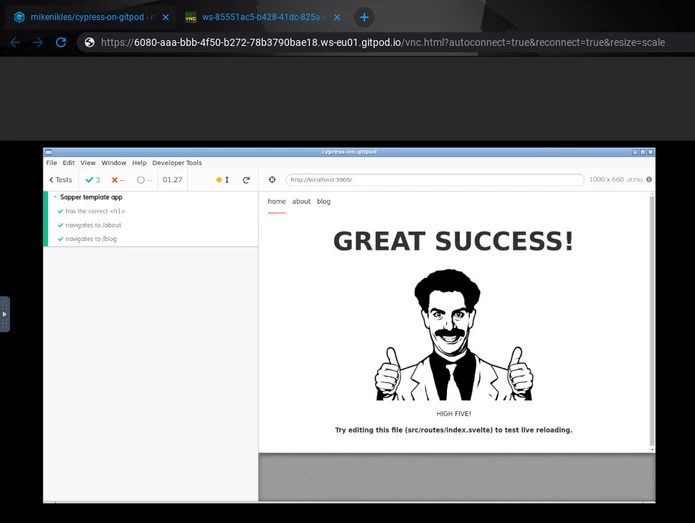 mikenikles/cypress-on-gitpod - n
vnc
ws-85551ac5-b428-41dc-825a-
https://6080-aaa-bbb-4f50-b272-78b3790bae18.ws-eu01.gitpod.io/vnc.html?autoconnect=true&reconnect=true&resize=scale
cypress-on-gitpod
File Edit View Window Help Developer Tools
Tests 3 -- -- 01.27
http://localhost:3000/
1000 x 660 (65%)
Sapper template app
has the correct <h1>
navigates to /about
navigates to /blog
home about blog
GREAT SUCCESS!
HIGH FIVE!
Try editing this file (src/routes/index.svelte) to test live reloading.